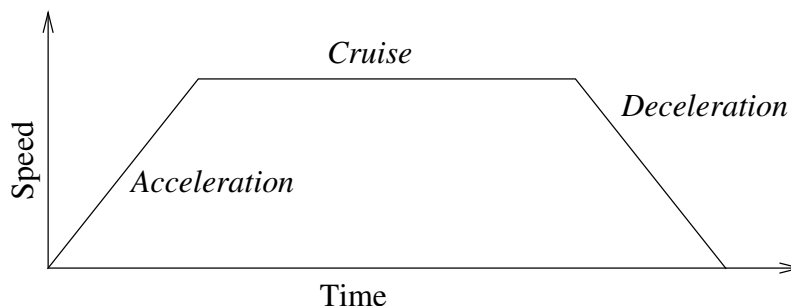 Cruise
Deceleration
Speed
Acceleration
Time